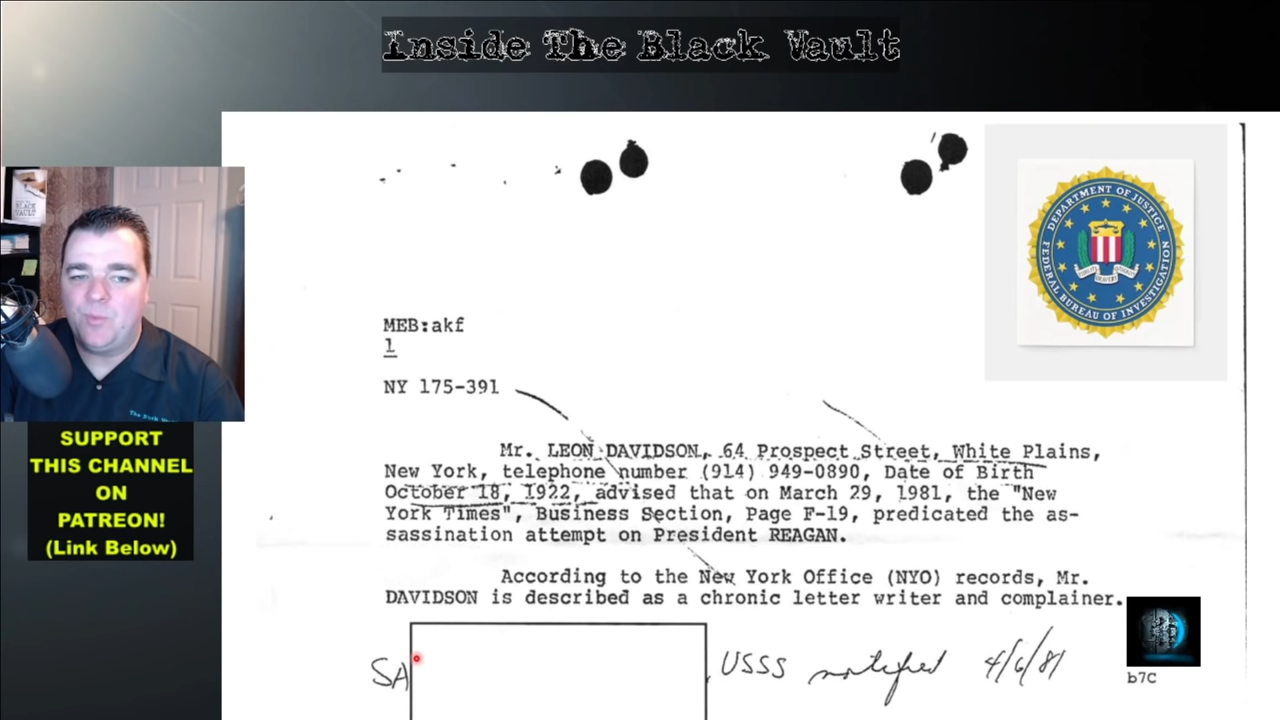 Inside The Black Vault
BLACK
VAULT
SUPPORT
THIS CHANNEL
ON
PATREON!
(Link Below)
DEPARTMENT OF JUSTICE
FEDERAL BUREAU OF INVESTIGATION
MEB:akf
1
NY 175-391
Mr. LEON DAVIDSON, 64 Prospect Street, White Plains,
New York, telephone number (914) 949-0890, Date of Birth
October 18, 1922, advised that on March 29, 1981, the "New
York Times", Business Section, Page F-19, predicated the as-
sassination attempt on President REAGAN.
According to the New York Office (NYO) records, Mr.
DAVIDSON is described as a chronic letter writer and complainer.
SA , USSS notified 4/6/81
b7C